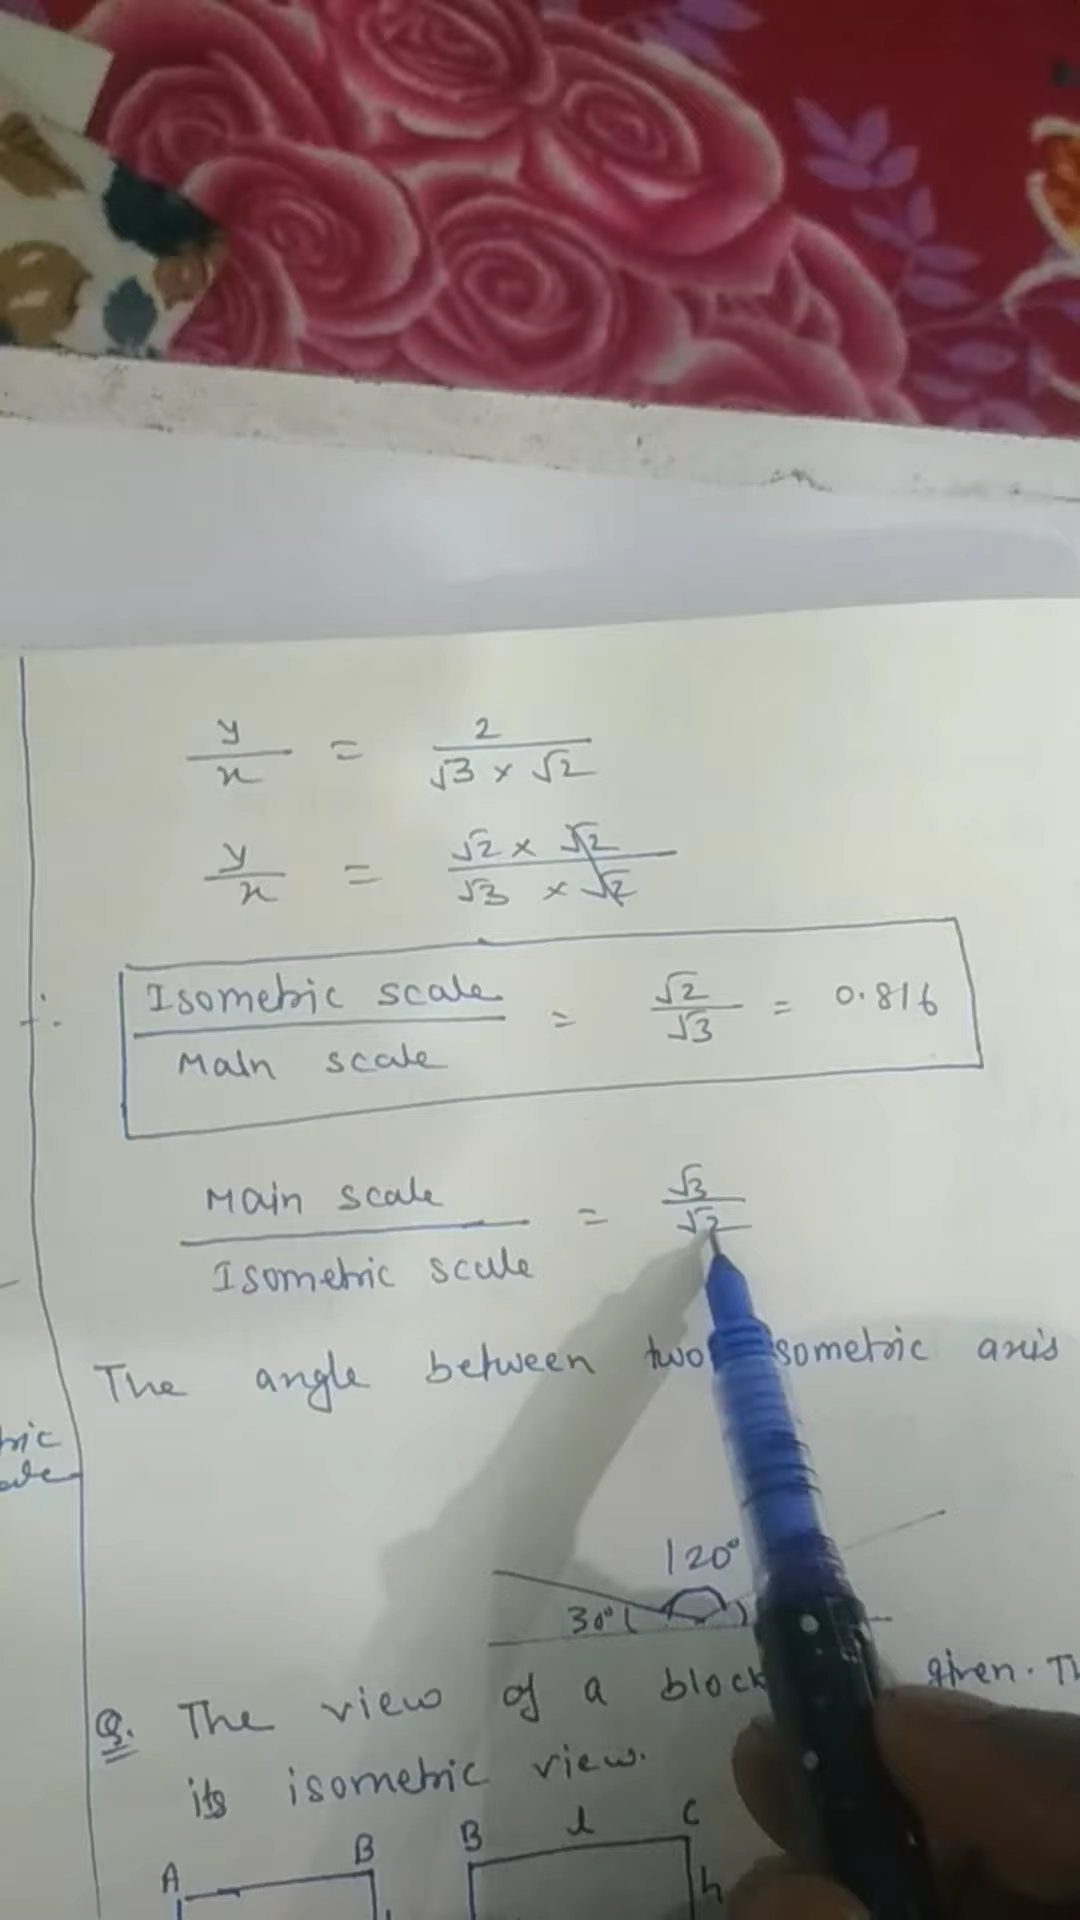 y/x = 2/√3 × √2
y/x = √2 × √2/√3 × √2
∴ Isometric scale/Main scale = √2/√3 = 0.816
Main scale/Isometric scale = √3/√2
The angle between two isometric axis
120°
30°
Q. The view of a block given.
its isometric view.
A B B l C
h